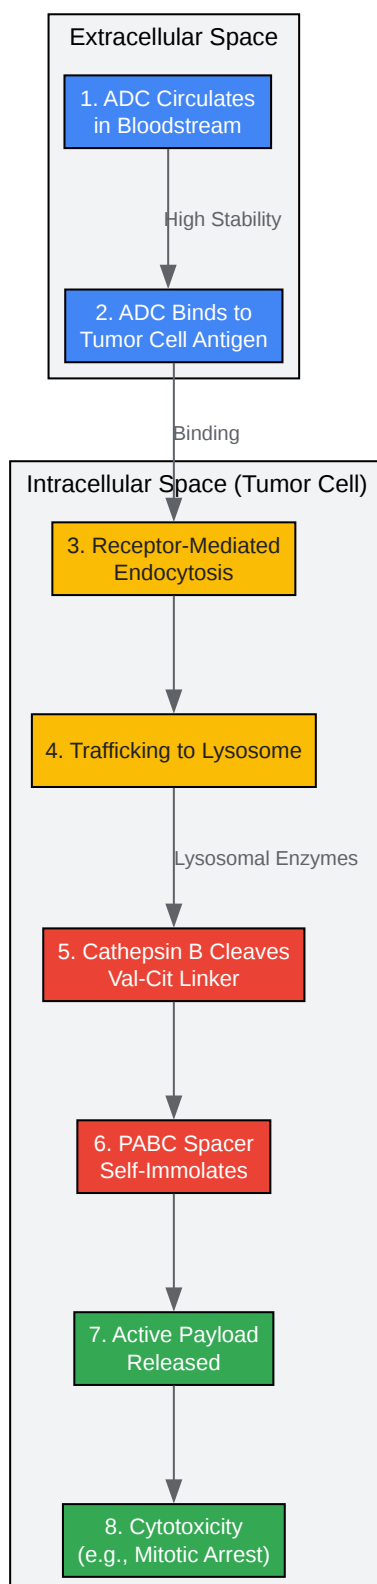 Extracellular Space
1. ADC Circulates
in Bloodstream
High Stability
2. ADC Binds to
Tumor Cell Antigen
Binding
Intracellular Space (Tumor Cell)
3. Receptor-Mediated
Endocytosis
4. Trafficking to Lysosome
Lysosomal Enzymes
5. Cathepsin B Cleaves
Val-Cit Linker
6. PABC Spacer
Self-Immolates
7. Active Payload
Released
8. Cytotoxicity
(e.g., Mitotic Arrest)